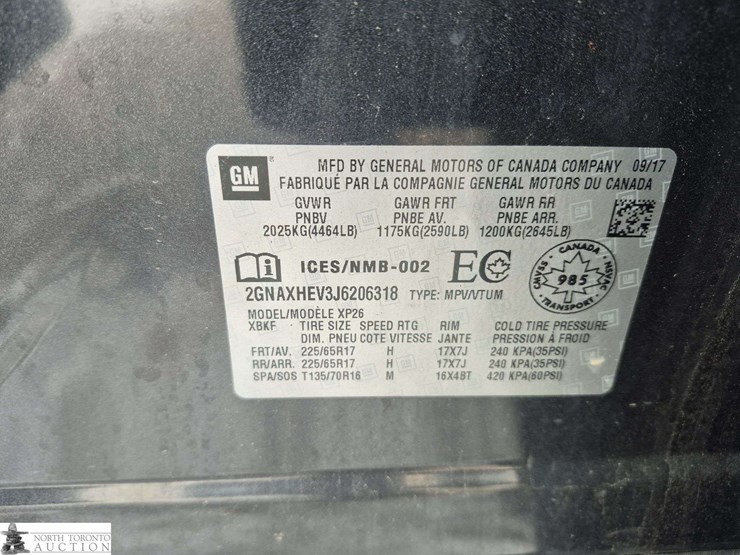 GM
MFD BY GENERAL MOTORS OF CANADA COMPANY 09/17
FABRIQUÉ PAR LA COMPAGNIE GENERAL MOTORS DU CANADA
GVWR GAWR FRT GAWR RR
PNBV PNBE AV. PNBE ARR.
2025KG(4464LB) 1175KG(2590LB) 1200KG(2645LB)
ICES/NMB-002 EC
CANADA
CMVSS NSVAC
985
TRANSPORT
2GNAXHEV3J6206318 TYPE: MPV/VTUM
MODEL/MODÈLE XP26
XBKF TIRE SIZE SPEED RTG RIM COLD TIRE PRESSURE
DIM. PNEU COTE VITESSE JANTE PRESSION À FROID
FRT/AV. 225/65R17 H 17X7J 240 KPA(35PSI)
RR/ARR. 225/65R17 H 17X7J 240 KPA(35PSI)
SPA/SOS T135/70R16 M 16X4BT 420 KPA(60PSI)
NORTH TORONTO
AUCTION